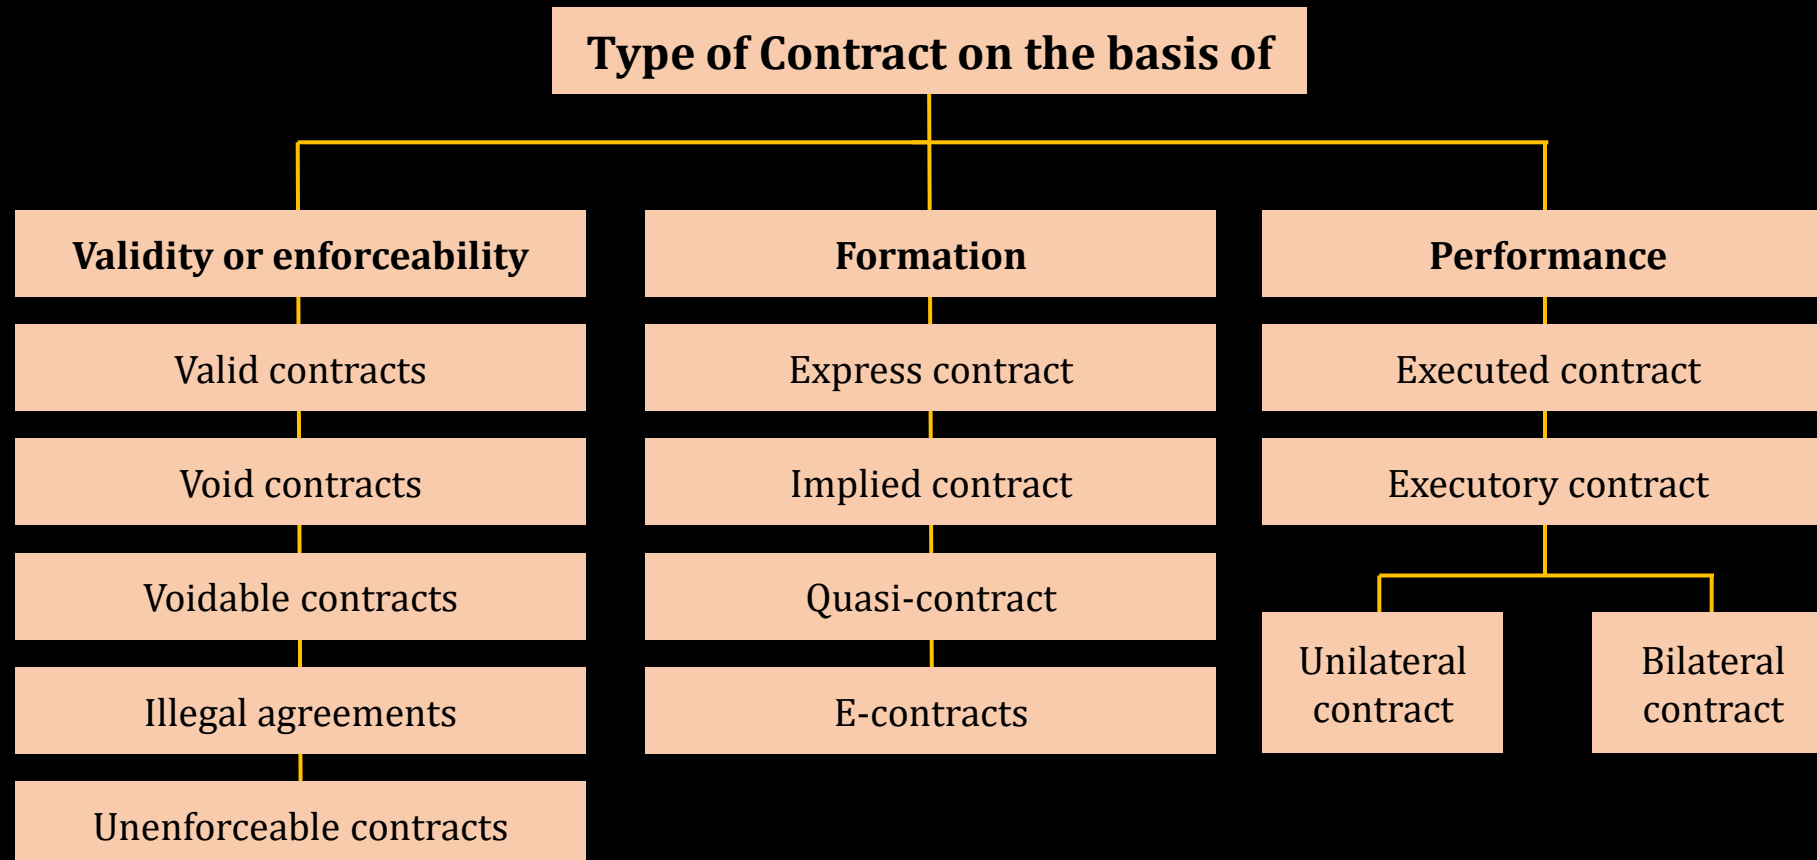 Type of Contract on the basis of
Validity or enforceability
Valid contracts
Void contracts
Voidable contracts
Illegal agreements
Unenforceable contracts
Formation
Express contract
Implied contract
Quasi-contract
E-contracts
Performance
Executed contract
Executory contract
Unilateral
contract
Bilateral
contract